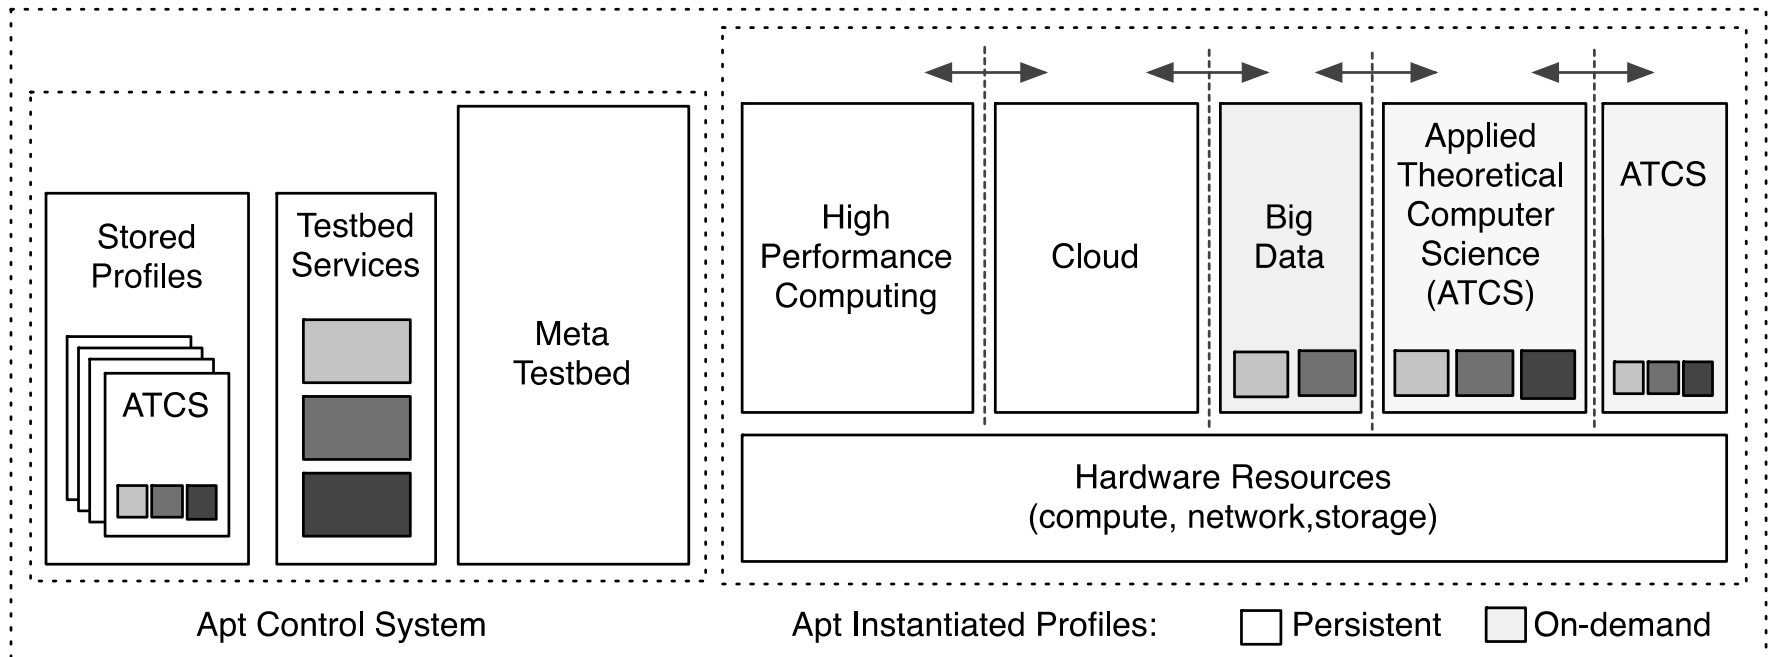 Stored
Profiles
ATCS
Testbed
Services
Meta
Testbed
High
Performance
Computing
Cloud
Big
Data
Applied
Theoretical
Computer
Science
(ATCS)
ATCS
Hardware Resources
(compute, network,storage)
Apt Control System
Apt Instantiated Profiles:
Persistent
On-demand